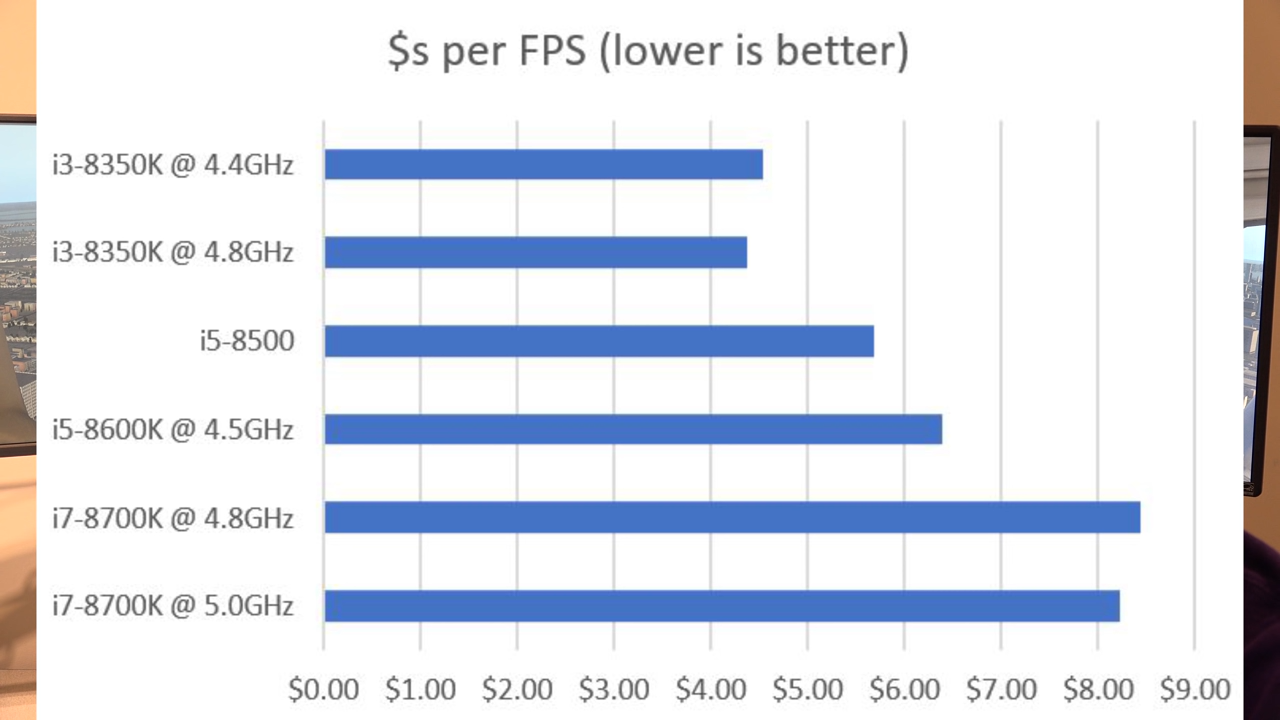 $s per FPS (lower is better)
i3-8350K @ 4.4GHz
i3-8350K @ 4.8GHz
i5-8500
i5-8600K @ 4.5GHz
i7-8700K @ 4.8GHz
i7-8700K @ 5.0GHz
$0.00 $1.00 $2.00 $3.00 $4.00 $5.00 $6.00 $7.00 $8.00 $9.00